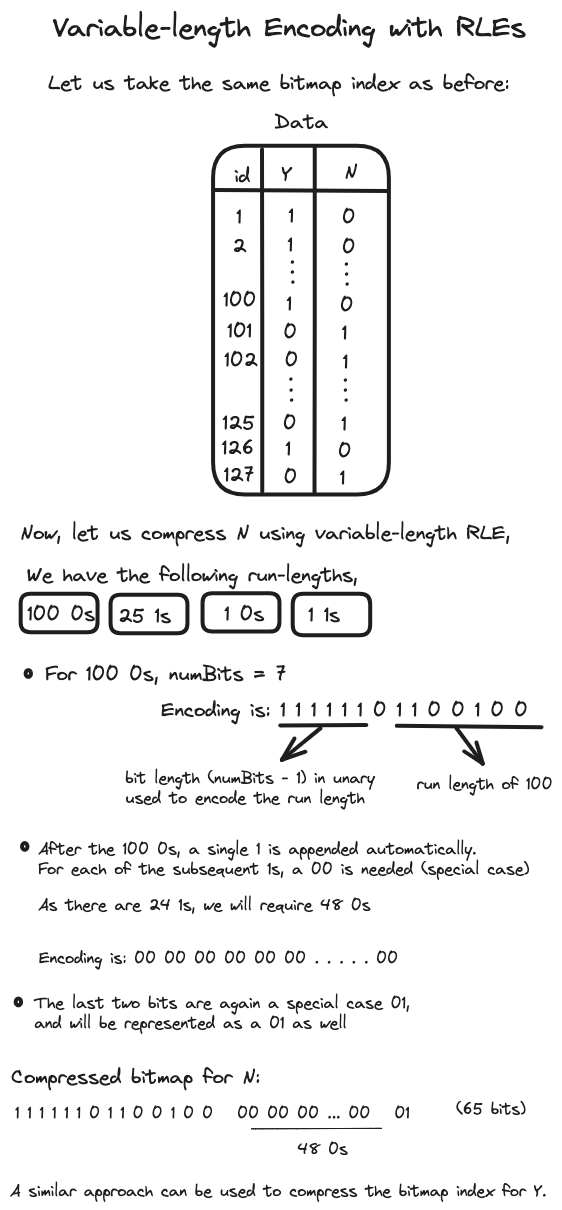 Variable-length Encoding with RLEs
Let us take the same bitmap index as before:
Data
id Y N
1 1 0
2 1 0
⋮ ⋮
100 1 0
101 0 1
102 0 1
⋮ ⋮
125 0 1
126 1 0
127 0 1
Now, let us compress N using variable-length RLE,
We have the following run-lengths,
100 0s 25 1s 1 0s 1 1s
For 100 0s, numBits = 7
Encoding is: 1 1 1 1 1 1 0 1 1 0 0 1 0 0
bit length (numBits - 1) in unary
used to encode the run length
run length of 100
After the 100 0s, a single 1 is appended automatically.
For each of the subsequent 1s, a 00 is needed (special case)
As there are 24 1s, we will require 48 0s
Encoding is: 00 00 00 00 00 00 . . . . . 00
The last two bits are again a special case 01,
and will be represented as a 01 as well
Compressed bitmap for N:
1 1 1 1 1 1 0 1 1 0 0 1 0 0 00 00 00 ... 00 01 (65 bits)
48 0s
A similar approach can be used to compress the bitmap index for Y.